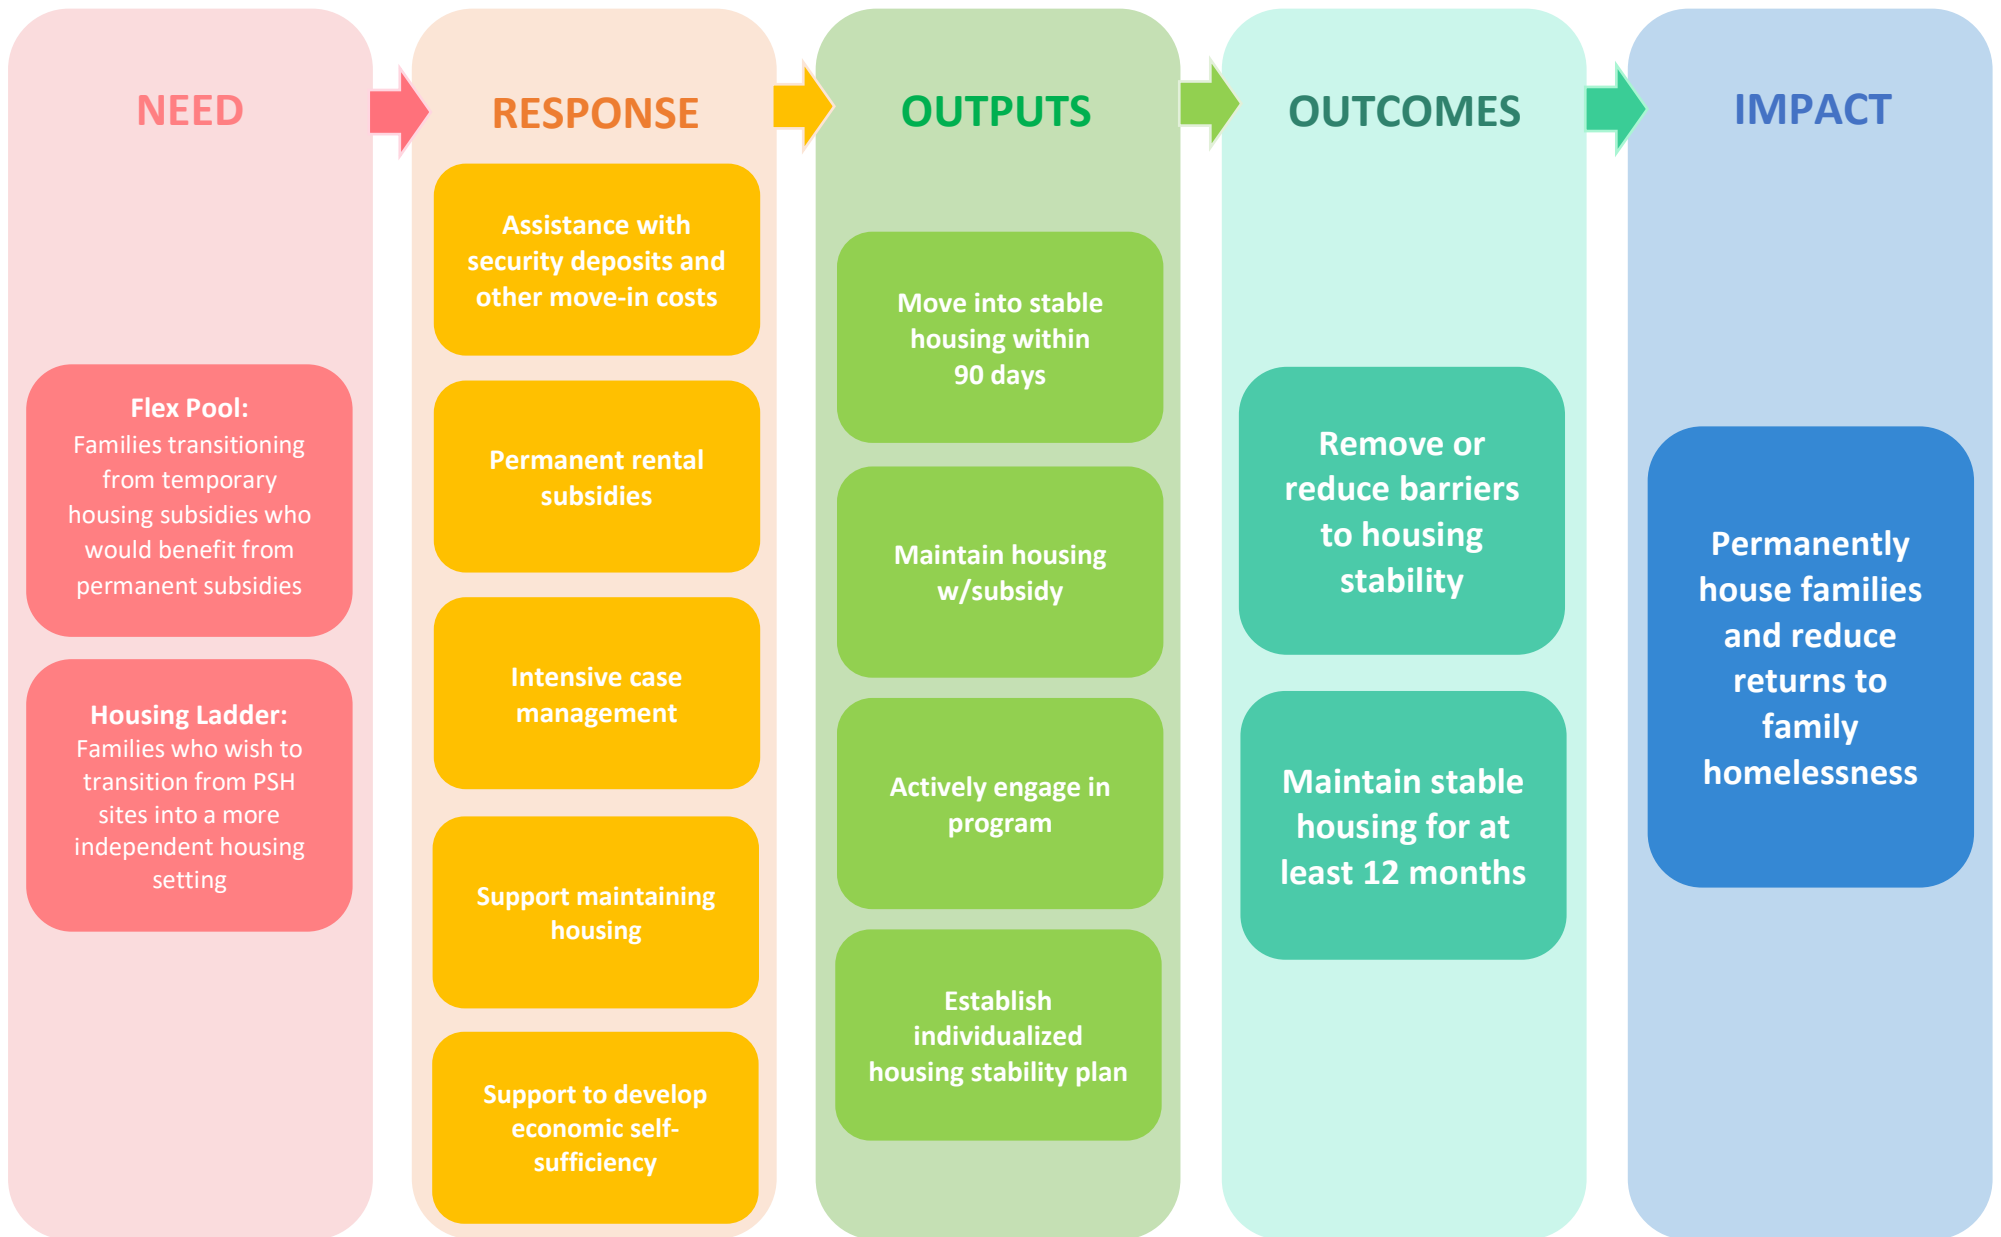 NEED
Flex Pool:
Families transitioning
from temporary
housing subsidies who
would benefit from
permanent subsidies
Housing Ladder:
Families who wish to
transition from PSH
sites into a more
independent housing
setting
RESPONSE
Assistance with
security deposits and
other move-in costs
Permanent rental
subsidies
Intensive case
management
Support maintaining
housing
Support to develop
economic self-
sufficiency
OUTPUTS
Move into stable
housing within
90 days
Maintain housing
w/subsidy
Actively engage in
program
Establish
individualized
housing stability plan
OUTCOMES
Remove or
reduce barriers
to housing
stability
Maintain stable
housing for at
least 12 months
IMPACT
Permanently
house families
and reduce
returns to
family
homelessness